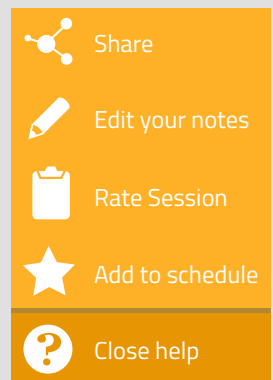 Share
Edit your notes
Rate Session
Add to schedule
? Close help